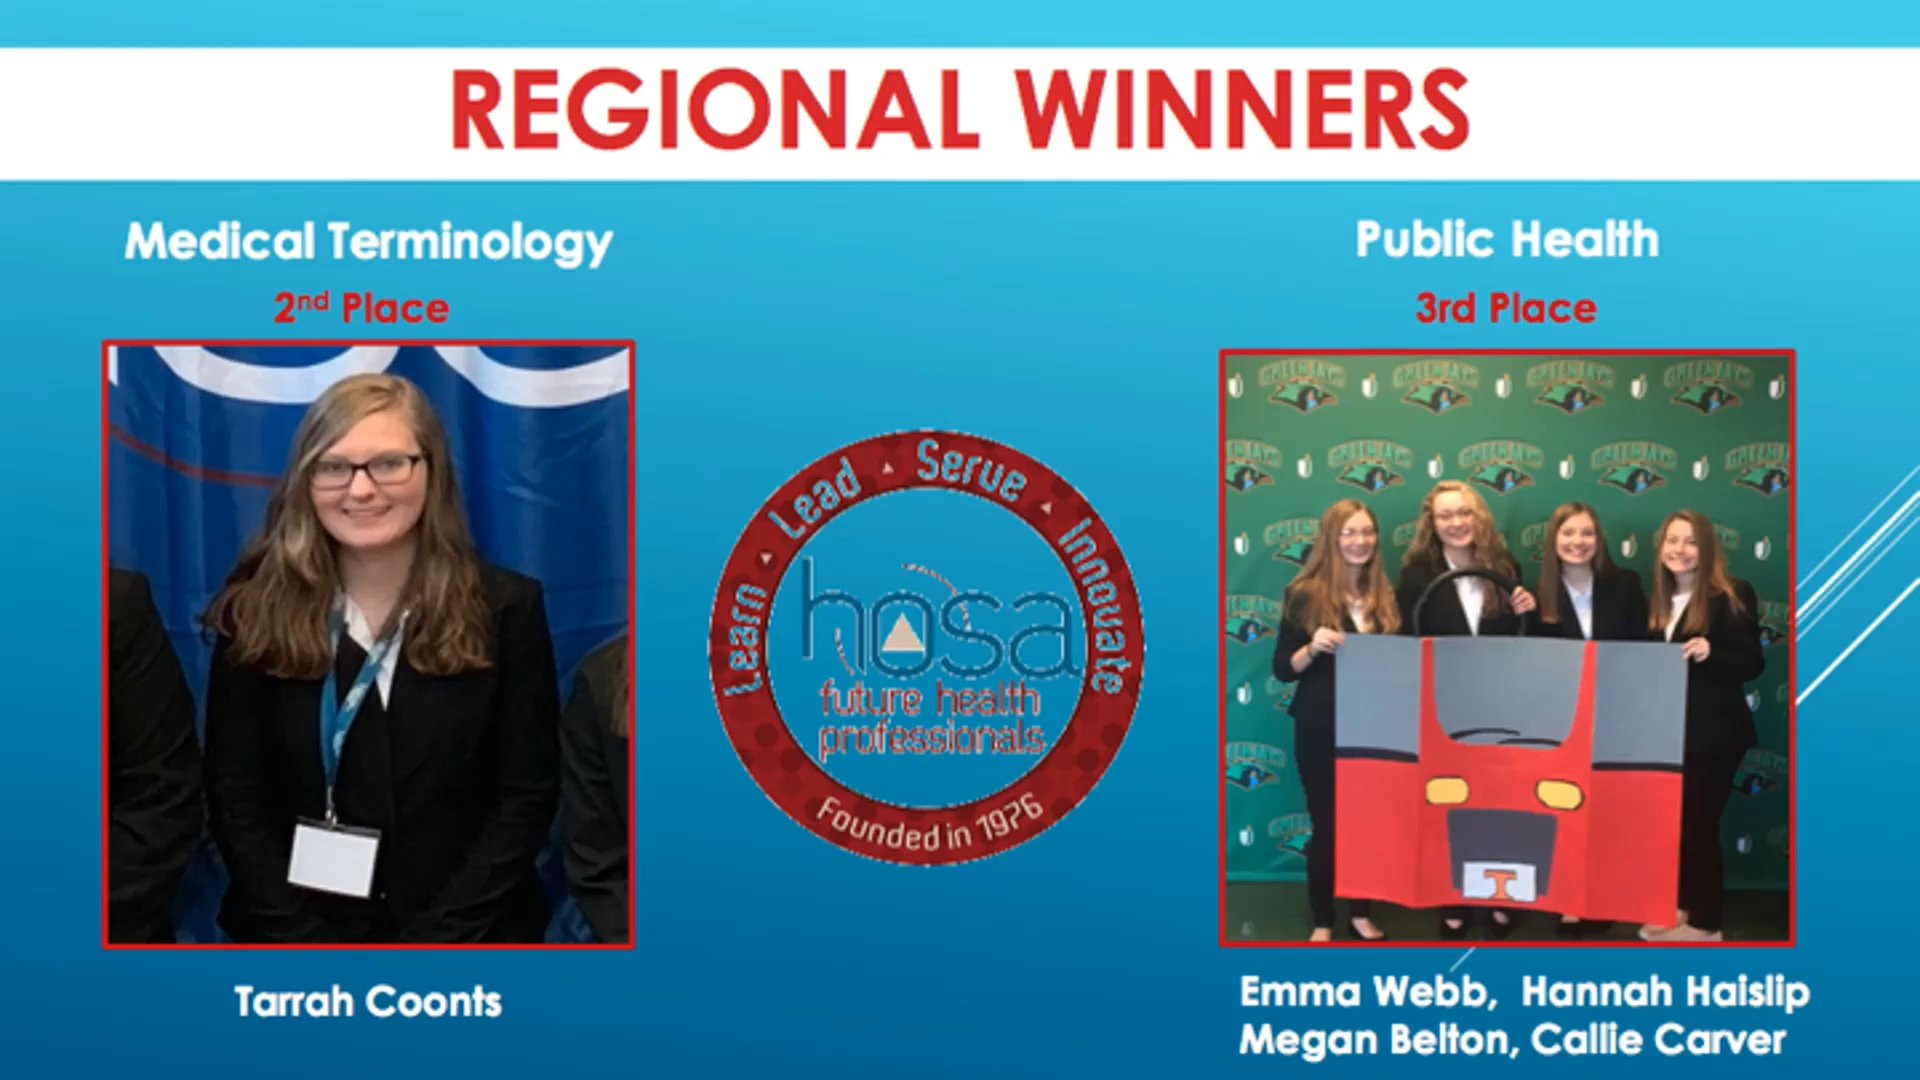 REGIONAL WINNERS
Medical Terminology
2nd Place
Public Health
3rd Place
Learn Lead Serve Innovate
hosa
future health
professionals
Founded in 1976
GREENJAYS
T
Tarrah Coonts
Emma Webb, Hannah Haislip
Megan Belton, Callie Carver